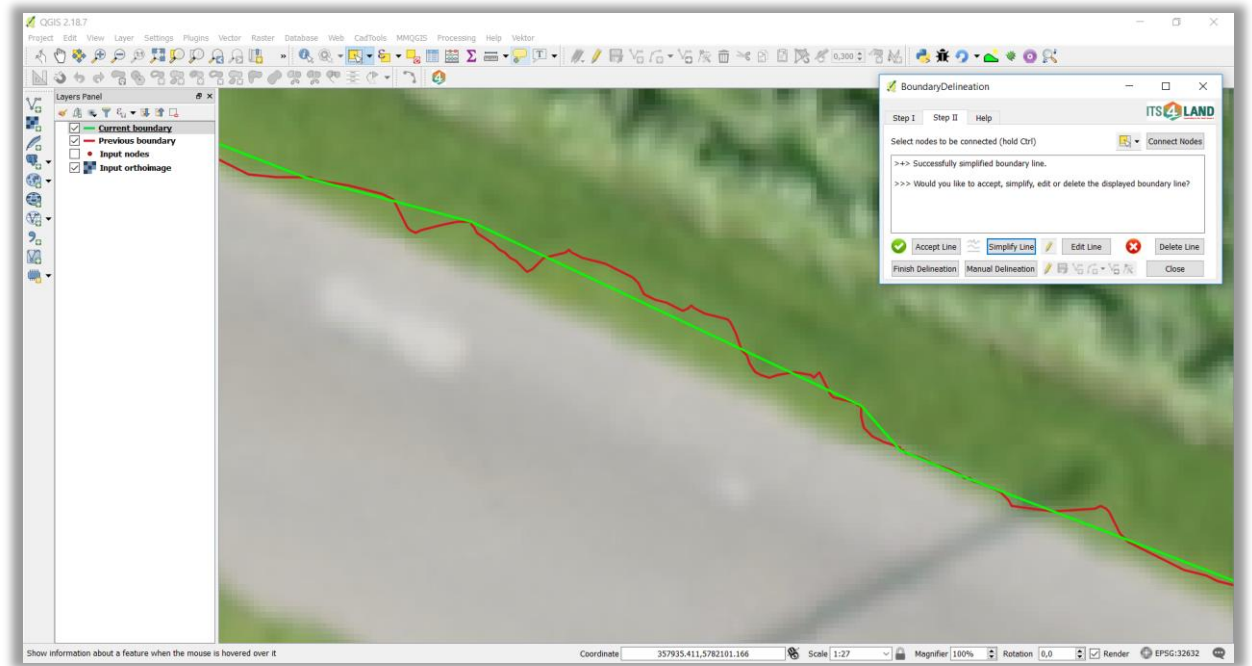 QGIS 2.18.7
Project Edit View Layer Settings Plugins Vector Raster Database Web CadTools MMQGIS Processing Help Vektor
0,300
Layers Panel
Current boundary
Previous boundary
Input nodes
Input orthoimage
BoundaryDelineation
Step I Step II Help
ITS4LAND
Select nodes to be connected (hold Ctrl) Connect Nodes
>+> Successfully simplified boundary line.
>>> Would you like to accept, simplify, edit or delete the displayed boundary line?
Accept Line Simplify Line Edit Line Delete Line
Finish Delineation Manual Delineation Close
Show information about a feature when the mouse is hovered over it Coordinate 357935.411,5782101.166 Scale 1:27 Magnifier 100% Rotation 0,0 Render EPSG:32632